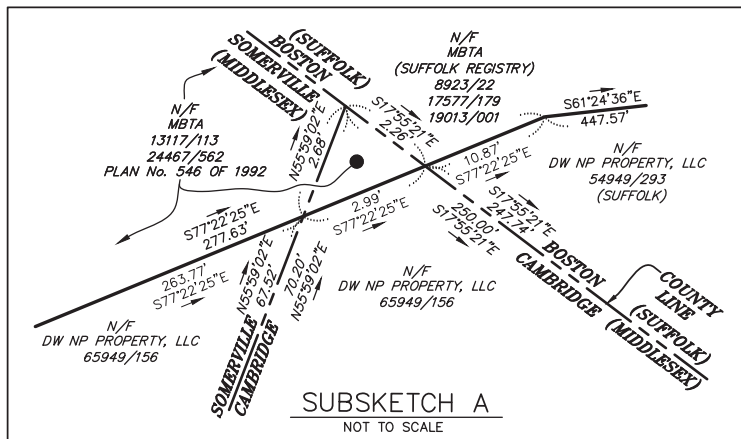 (SUFFOLK)
BOSTON
SOMERVILLE
(MIDDLESEX)
N/F
MBTA
13117/113
24467/562
PLAN No. 546 OF 1992
N/F
MBTA
(SUFFOLK REGISTRY)
8923/22
17577/179
19013/001
S61°24'36"E
447.57'
N55°59'02"E
2.68'
S17°55'21"E
2.26'
10.87'
S77°22'25"E
N/F
DW NP PROPERTY, LLC
54949/293
(SUFFOLK)
S77°22'25"E
277.63'
2.99'
S77°22'25"E
S17°55'21"E
247.74'
250.00'
S17°55'21"E
263.77'
S77°22'25"E
N55°59'02"E
67.52'
70.20'
N55°59'02"E
N/F
DW NP PROPERTY, LLC
65949/156
BOSTON
CAMBRIDGE
(SUFFOLK)
(MIDDLESEX)
COUNTY
LINE
N/F
DW NP PROPERTY, LLC
65949/156
SOMERVILLE
CAMBRIDGE
SUBSKETCH A
NOT TO SCALE